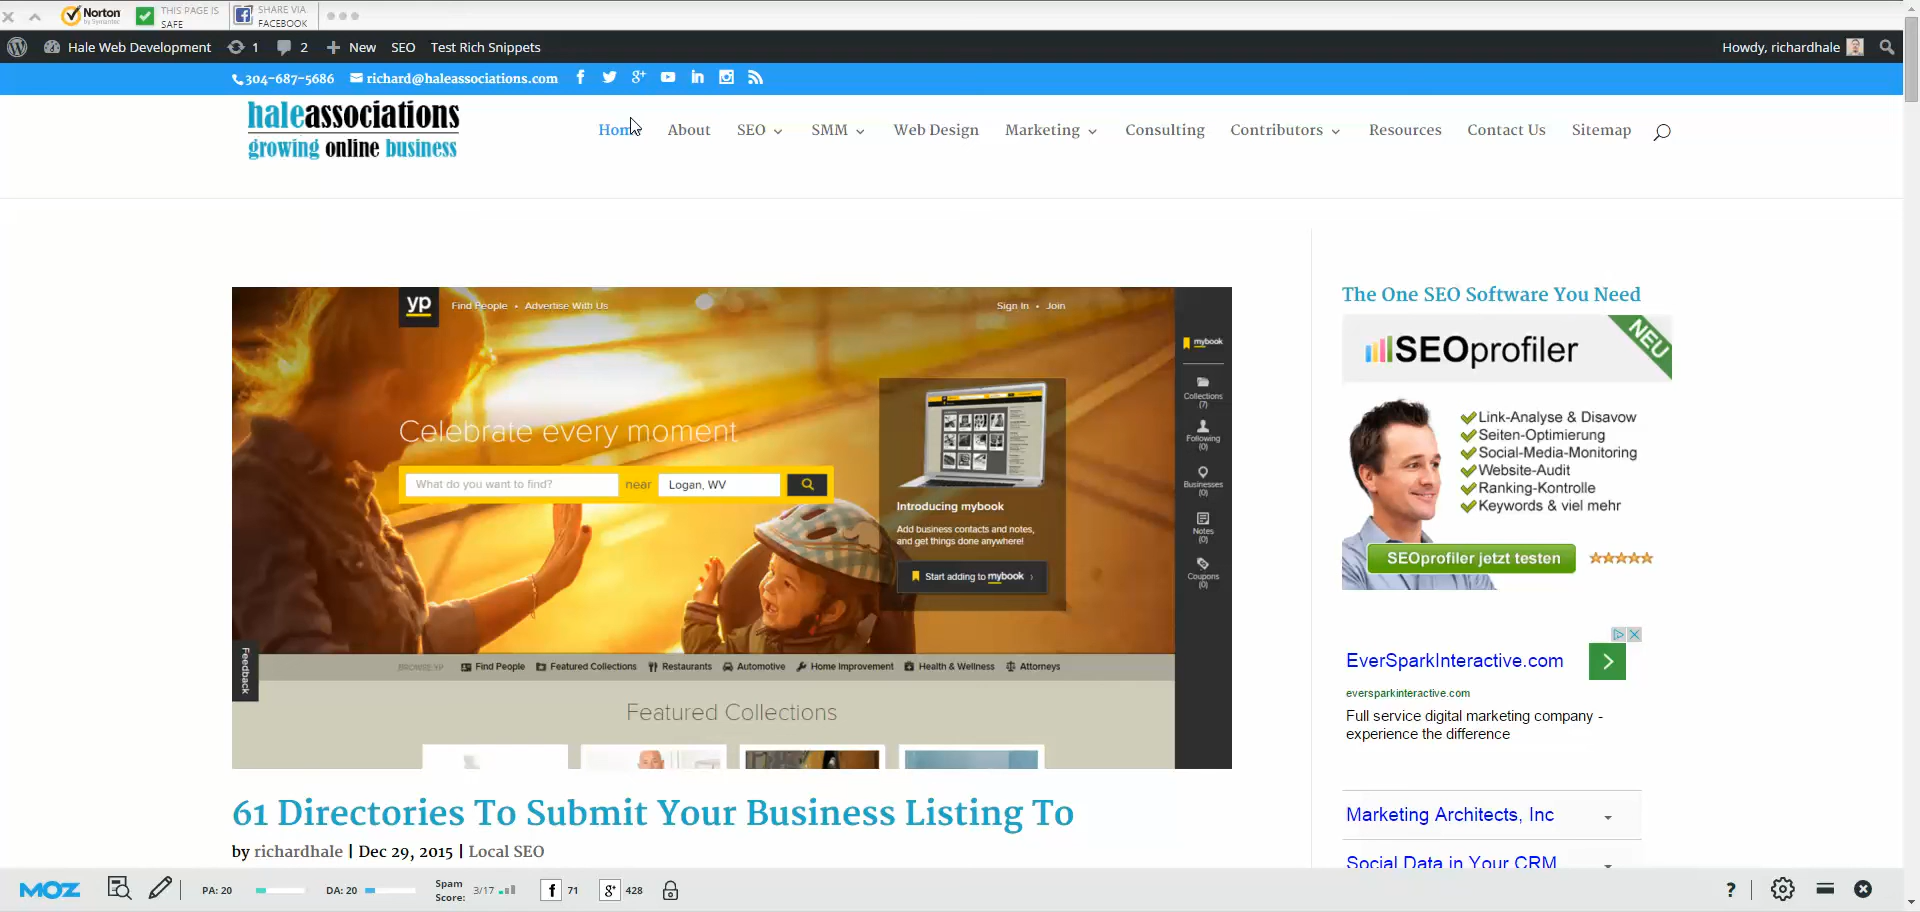 Norton
by Symantec
THIS PAGE IS
SAFE
SHARE VIA
FACEBOOK
Hale Web Development 1 2 New SEO Test Rich Snippets
Howdy, richardhale
304-687-5686 richard@haleassociations.com
haleassociations
growing online business
Home About SEO SMM Web Design Marketing Consulting Contributors Resources Contact Us Sitemap
yp
Find People • Advertise With Us
Sign In • Join
mybook
Collections
(7)
Following
(0)
Businesses
(0)
Notes
(0)
Coupons
(0)
Celebrate every moment
What do you want to find? near Logan, WV
Introducing mybook
Add business contacts and notes,
and get things done anywhere!
Start adding to mybook ›
Feedback
BROWSE YP Find People Featured Collections Restaurants Automotive Home Improvement Health & Wellness Attorneys
Featured Collections
61 Directories To Submit Your Business Listing To
by richardhale | Dec 29, 2015 | Local SEO
The One SEO Software You Need
SEOprofiler
NEU
Link-Analyse & Disavow
Seiten-Optimierung
Social-Media-Monitoring
Website-Audit
Ranking-Kontrolle
Keywords & viel mehr
SEOprofiler jetzt testen
EverSparkInteractive.com
eversparkinteractive.com
Full service digital marketing company -
experience the difference
Marketing Architects, Inc
Social Data in Your CRM
MOZ PA: 20 DA: 20 Spam
Score: 3/17 71 428 ?